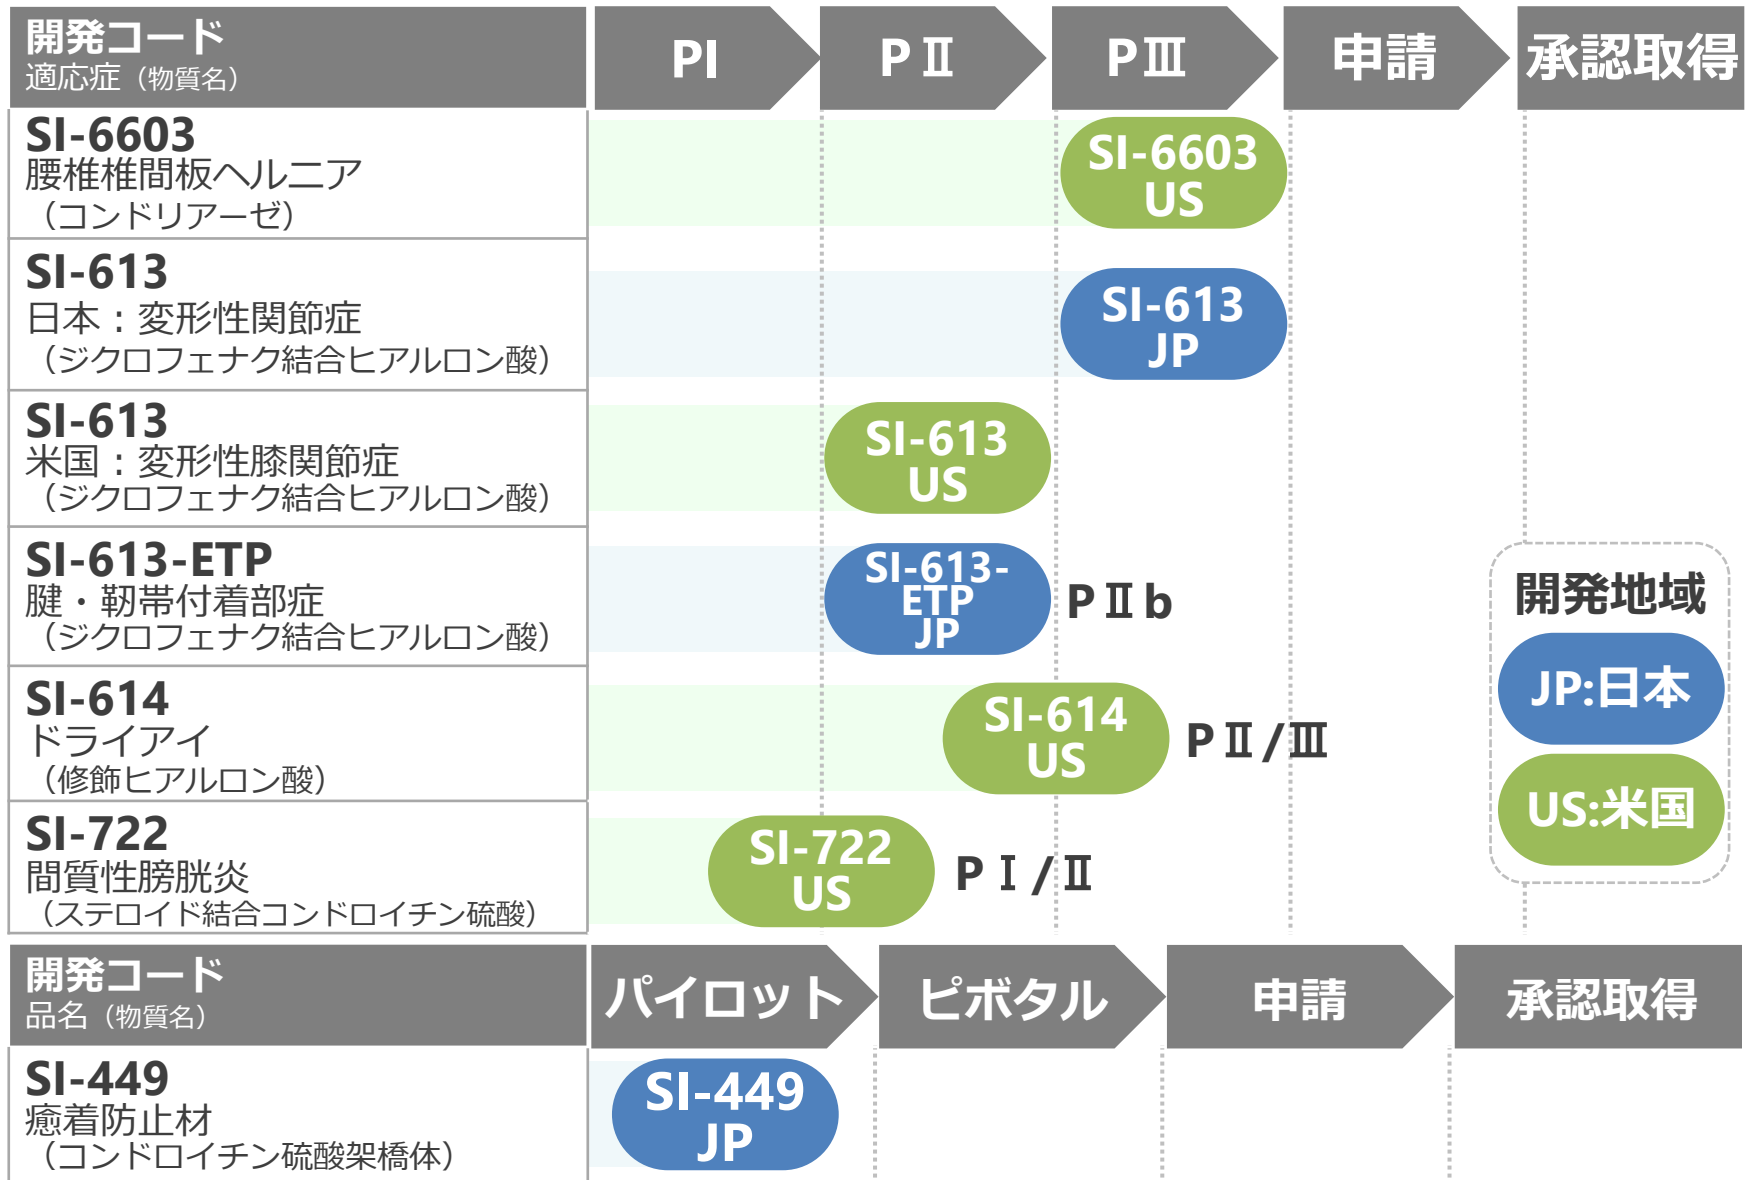 開発コード
適応症（物質名）
PⅠ
PⅡ
PⅢ
申請
承認取得
SI-6603
腰椎椎間板ヘルニア
（コンドリアーゼ）
SI-6603
US
SI-613
日本：変形性関節症
（ジクロフェナク結合ヒアルロン酸）
SI-613
JP
SI-613
米国：変形性膝関節症
（ジクロフェナク結合ヒアルロン酸）
SI-613
US
SI-613-ETP
腱・靭帯付着部症
（ジクロフェナク結合ヒアルロン酸）
SI-613-
ETP
JP
PⅡb
SI-614
ドライアイ
（修飾ヒアルロン酸）
SI-614
US
PⅡ/Ⅲ
SI-722
間質性膀胱炎
（ステロイド結合コンドロイチン硫酸）
SI-722
US
PⅠ/Ⅱ
開発地域
JP:日本
US:米国
開発コード
品名（物質名）
パイロット
ピボタル
申請
承認取得
SI-449
癒着防止材
（コンドロイチン硫酸架橋体）
SI-449
JP